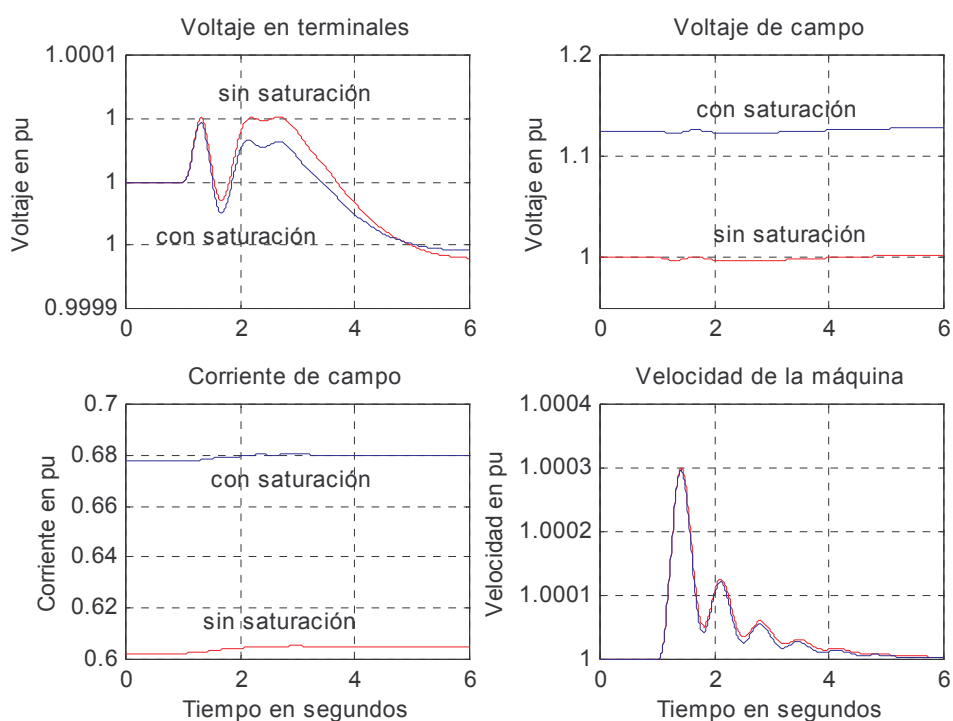 Voltaje en terminales
Voltaje en pu
1.0001
1
1
1
0.9999
sin saturación
con saturación
0 2 4 6
Voltaje de campo
Voltaje en pu
1.2
1.1
1
con saturación
sin saturación
0 2 4 6
Corriente de campo
Corriente en pu
0.7
0.68
0.66
0.64
0.62
0.6
con saturación
sin saturación
0 2 4 6
Tiempo en segundos
Velocidad de la máquina
Velocidad en pu
1.0004
1.0003
1.0002
1.0001
1
0 2 4 6
Tiempo en segundos